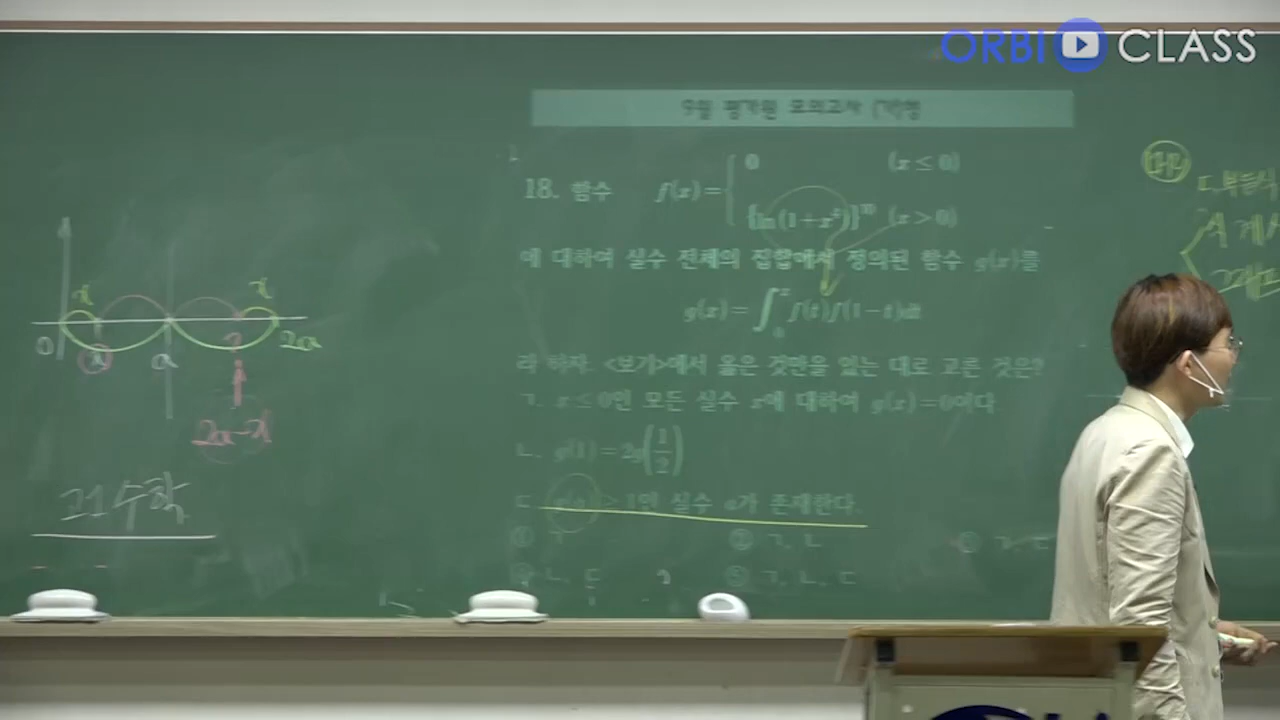 ORBI CLASS
9월 평가원 모의고사 (가)형
18. 함수 f(x)={ 0 (x≤0)
{ln(1+x⁴)}¹⁰ (x>0)
에 대하여 실수 전체의 집합에서 정의된 함수 g(x)를
g(x)=∫₀ˣ f(t)f(1-t)dt
라 하자. <보기>에서 옳은 것만을 있는 대로 고른 것은?
ㄱ. x≤0인 모든 실수 x에 대하여 g(x)=0이다
ㄴ. g(1)=2g(1/2)
ㄷ. g(a)>1인 실수 a가 존재한다.
① ㄱ ② ㄱ, ㄴ
④ ㄴ, ㄷ ⑤ ㄱ, ㄴ, ㄷ
x x
0 x a 2a
2a-x
고1 수학